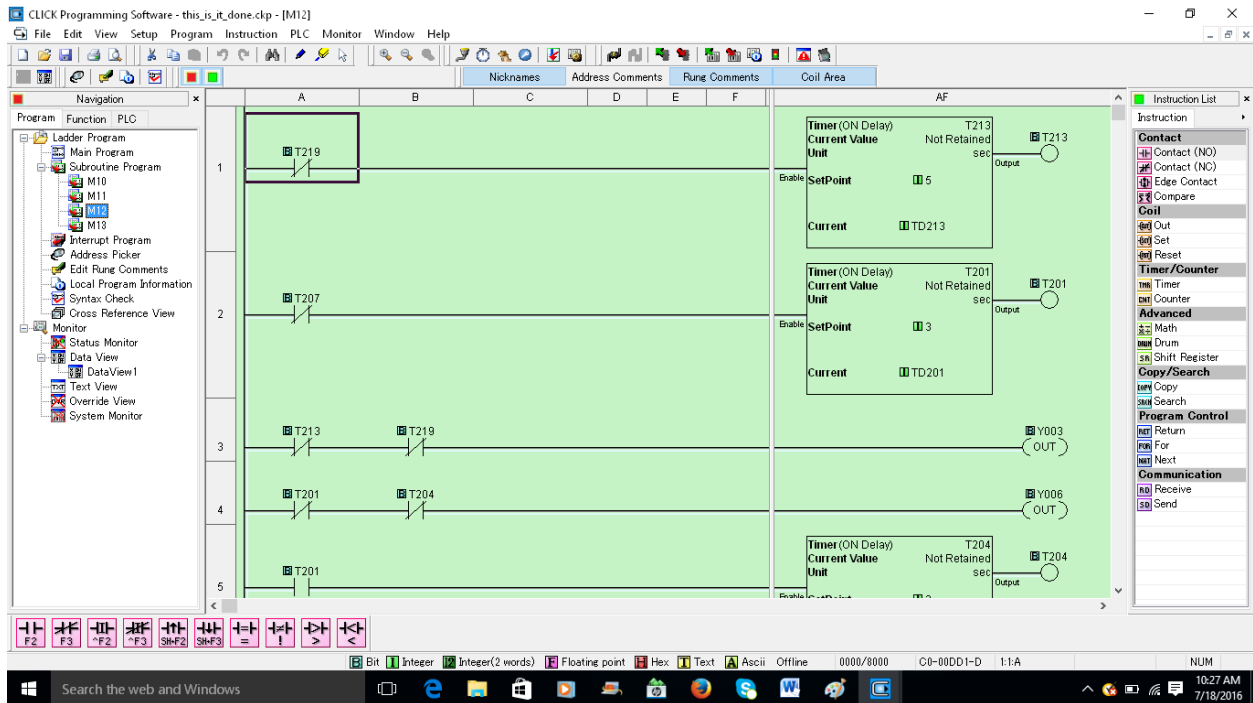 CLICK Programming Software - this_is_it_done.ckp - [M12]
File Edit View Setup Program Instruction PLC Monitor Window Help
Nicknames Address Comments Rung Comments Coil Area
Navigation
Program Function PLC
Ladder Program
Main Program
Subroutine Program
M10
M11
M12
M13
Interrupt Program
Address Picker
Edit Rung Comments
Local Program Information
Syntax Check
Cross Reference View
Monitor
Status Monitor
Data View
DataView1
Text View
Override View
System Monitor
A B C D E F AF
1
T219
Timer (ON Delay) T213
Current Value Not Retained
Unit sec
Enable SetPoint 5
Current TD213
Output
T213
2
T207
Timer (ON Delay) T201
Current Value Not Retained
Unit sec
Enable SetPoint 3
Current TD201
Output
T201
3
T213 T219 Y003
OUT
4
T201 T204 Y006
OUT
5
T201
Timer (ON Delay) T204
Current Value Not Retained
Unit sec
Output
T204
Instruction List
Instruction
Contact
Contact (NO)
Contact (NC)
Edge Contact
Compare
Coil
Out
Set
Reset
Timer/Counter
Timer
Counter
Advanced
Math
Drum
Shift Register
Copy/Search
Copy
Search
Program Control
Return
For
Next
Communication
Receive
Send
F2 F3 ^F2 ^F3 SH+F2 SH+F3 = ! > <
B Bit I Integer I2 Integer(2 words) F Floating point H Hex T Text A Ascii Offline 0000/8000 C0-00DD1-D 1:1:A NUM
Search the web and Windows
10:27 AM
7/18/2016